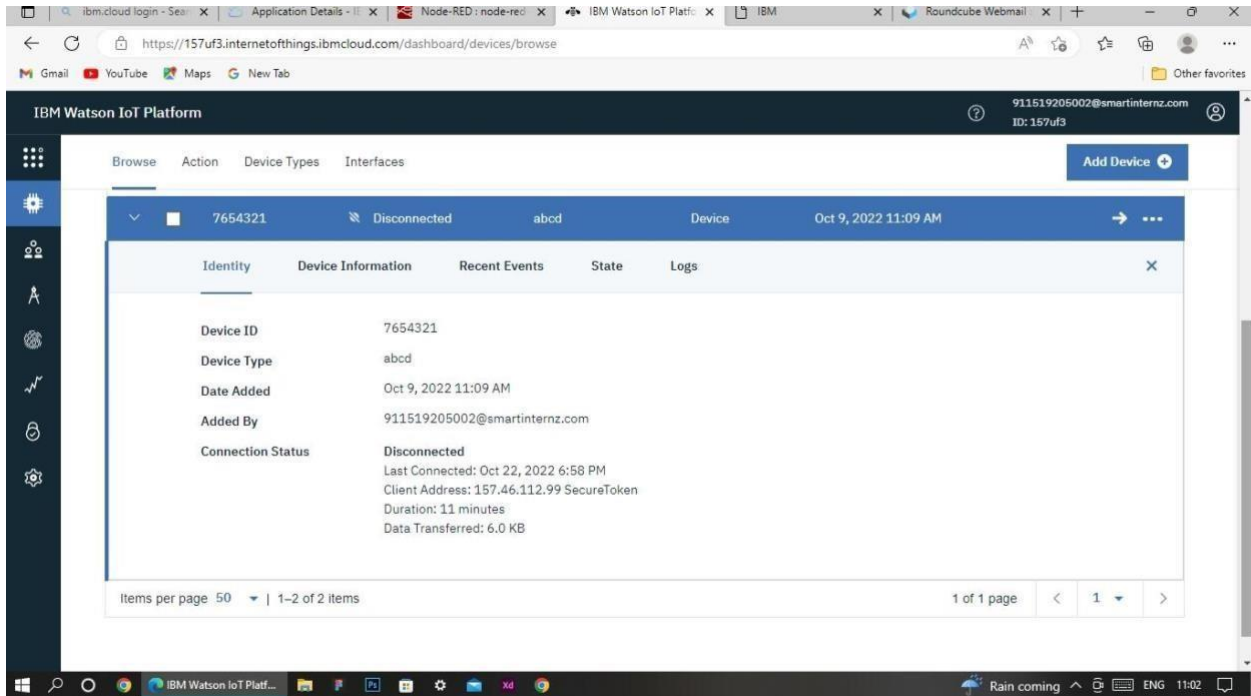 ibm.cloud login - Sear
Application Details - IE
Node-RED : node-red
IBM Watson IoT Platfo
IBM
Roundcube Webmail
https://157uf3.internetofthings.ibmcloud.com/dashboard/devices/browse
Gmail YouTube Maps New Tab Other favorites
IBM Watson IoT Platform
911519205002@smartinternz.com
ID: 157uf3
Browse Action Device Types Interfaces Add Device
7654321 Disconnected abcd Device Oct 9, 2022 11:09 AM
Identity Device Information Recent Events State Logs
Device ID 7654321
Device Type abcd
Date Added Oct 9, 2022 11:09 AM
Added By 911519205002@smartinternz.com
Connection Status Disconnected
Last Connected: Oct 22, 2022 6:58 PM
Client Address: 157.46.112.99 SecureToken
Duration: 11 minutes
Data Transferred: 6.0 KB
Items per page 50 | 1–2 of 2 items 1 of 1 page < 1 >
IBM Watson IoT Platf... Ps Xd Rain coming ENG 11:02